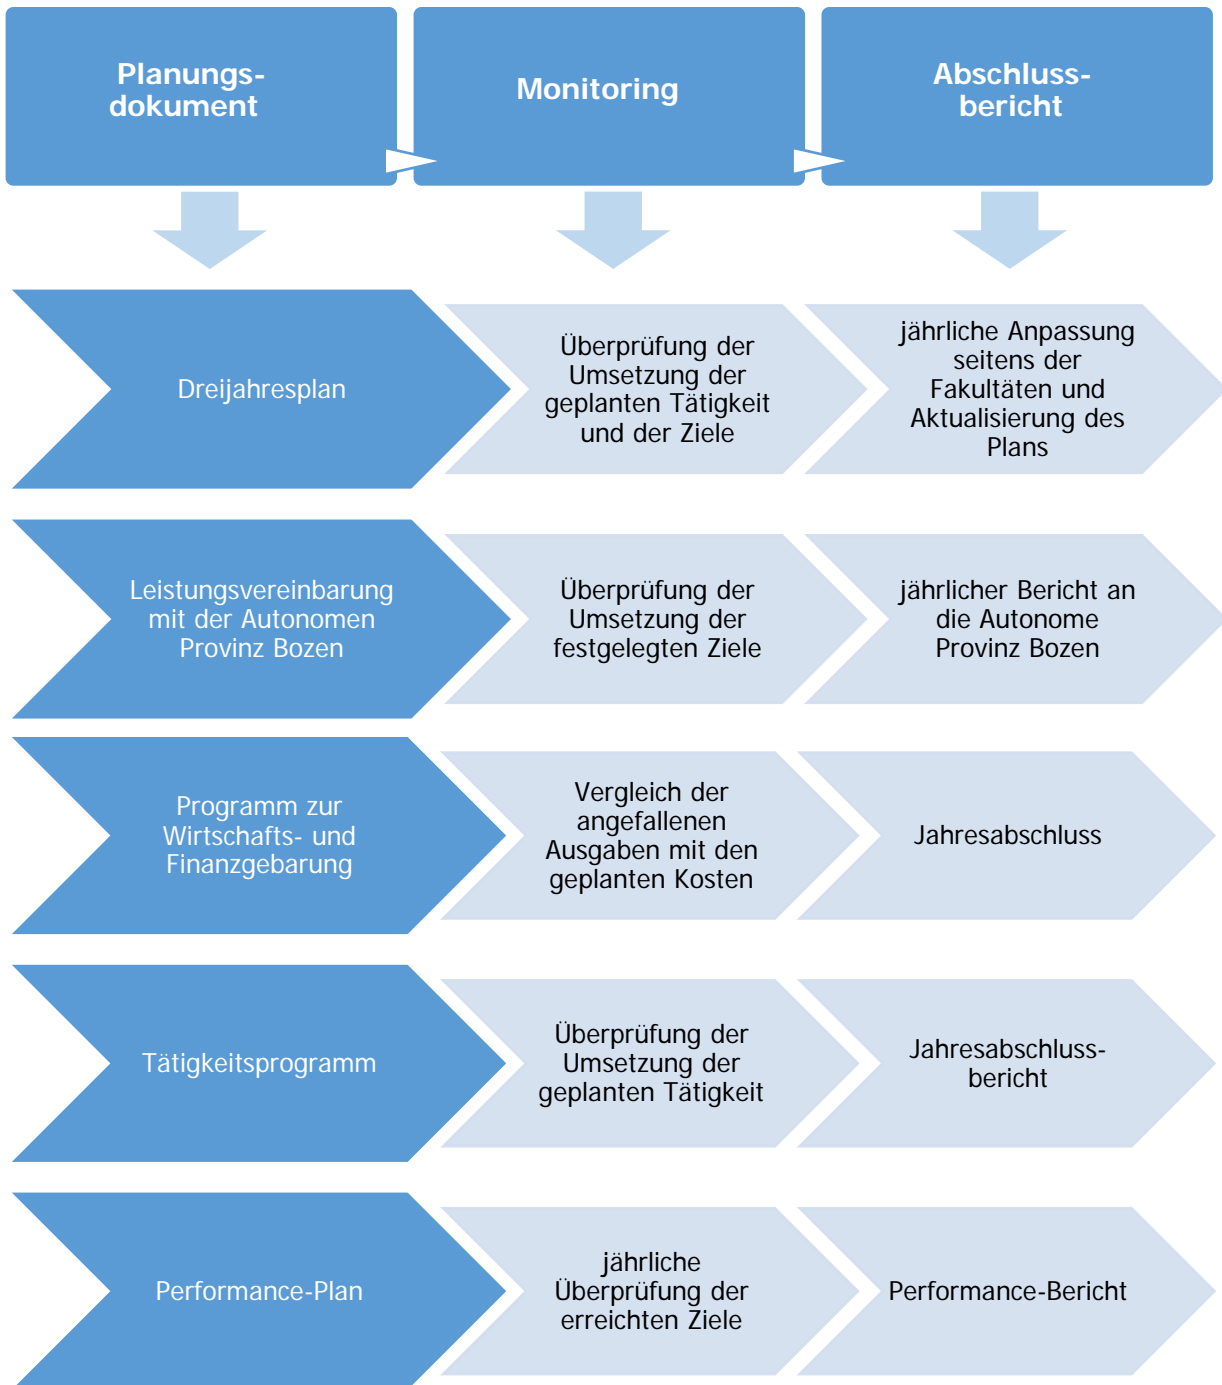 Planungs-
dokument
Monitoring
Abschluss-
bericht
Dreijahresplan
Überprüfung der
Umsetzung der
geplanten Tätigkeit
und der Ziele
jährliche Anpassung
seitens der
Fakultäten und
Aktualisierung des
Plans
Leistungsvereinbarung
mit der Autonomen
Provinz Bozen
Überprüfung der
Umsetzung der
festgelegten Ziele
jährlicher Bericht an
die Autonome
Provinz Bozen
Programm zur
Wirtschafts- und
Finanzgebarung
Vergleich der
angefallenen
Ausgaben mit den
geplanten Kosten
Jahresabschluss
Tätigkeitsprogramm
Überprüfung der
Umsetzung der
geplanten Tätigkeit
Jahresabschluss-
bericht
Performance-Plan
jährliche
Überprüfung der
erreichten Ziele
Performance-Bericht